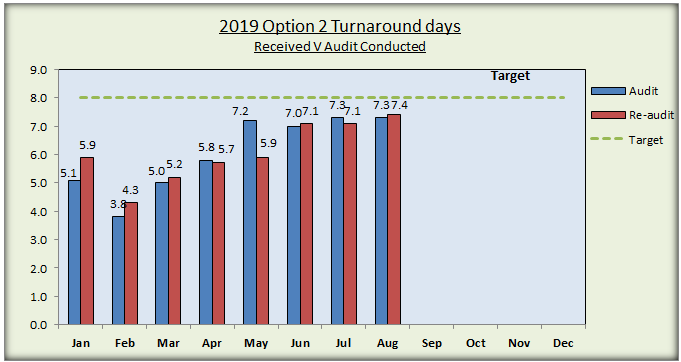 2019 Option 2 Turnaround days
Received V Audit Conducted
Target
9.0
8.0
7.0
6.0
5.0
4.0
3.0
2.0
1.0
0.0
5.1 5.9
3.8 4.3
5.0 5.2
5.8 5.7
7.2 5.9
7.0 7.1
7.3 7.1
7.3 7.4
Jan Feb Mar Apr May Jun Jul Aug Sep Oct Nov Dec
Audit
Re-audit
Target